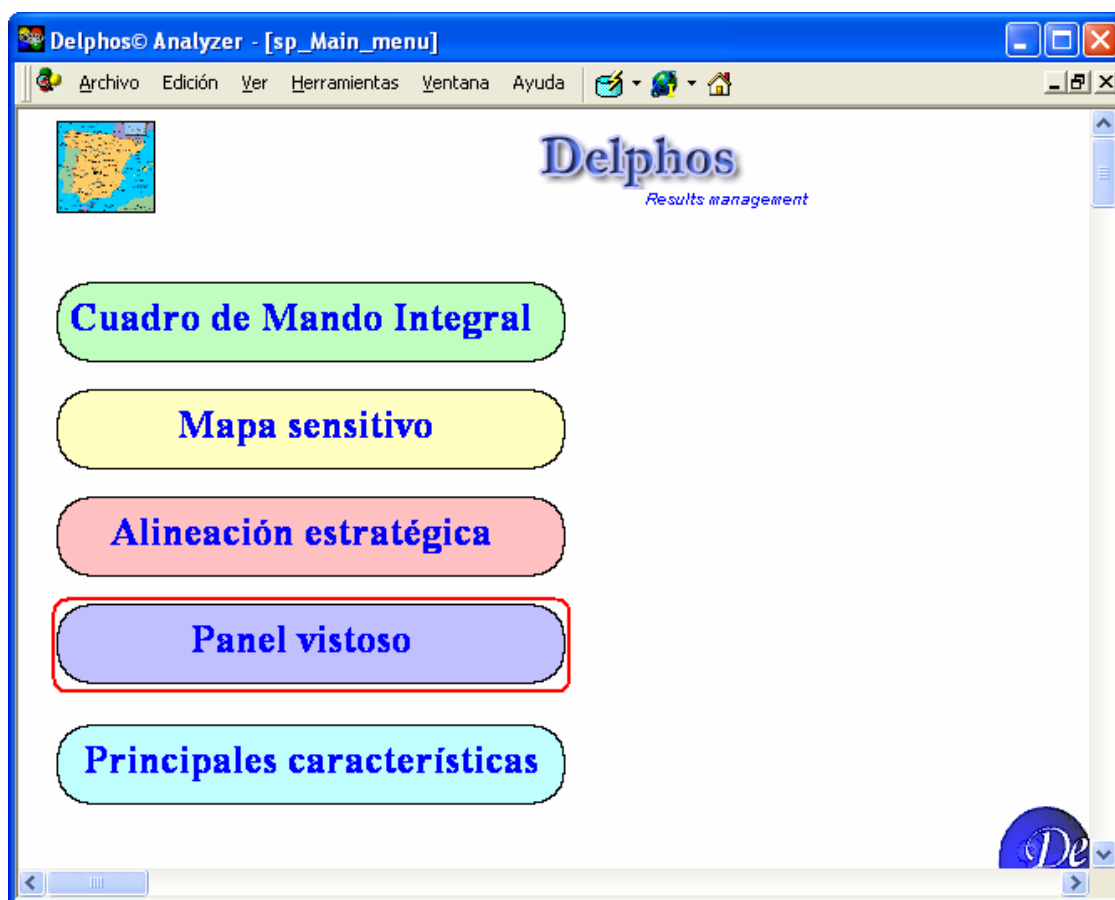 Delphos© Analyzer - [sp_Main_menu]
Archivo Edición Ver Herramientas Ventana Ayuda
Delphos
Results management
Cuadro de Mando Integral
Mapa sensitivo
Alineación estratégica
Panel vistoso
Principales características
De